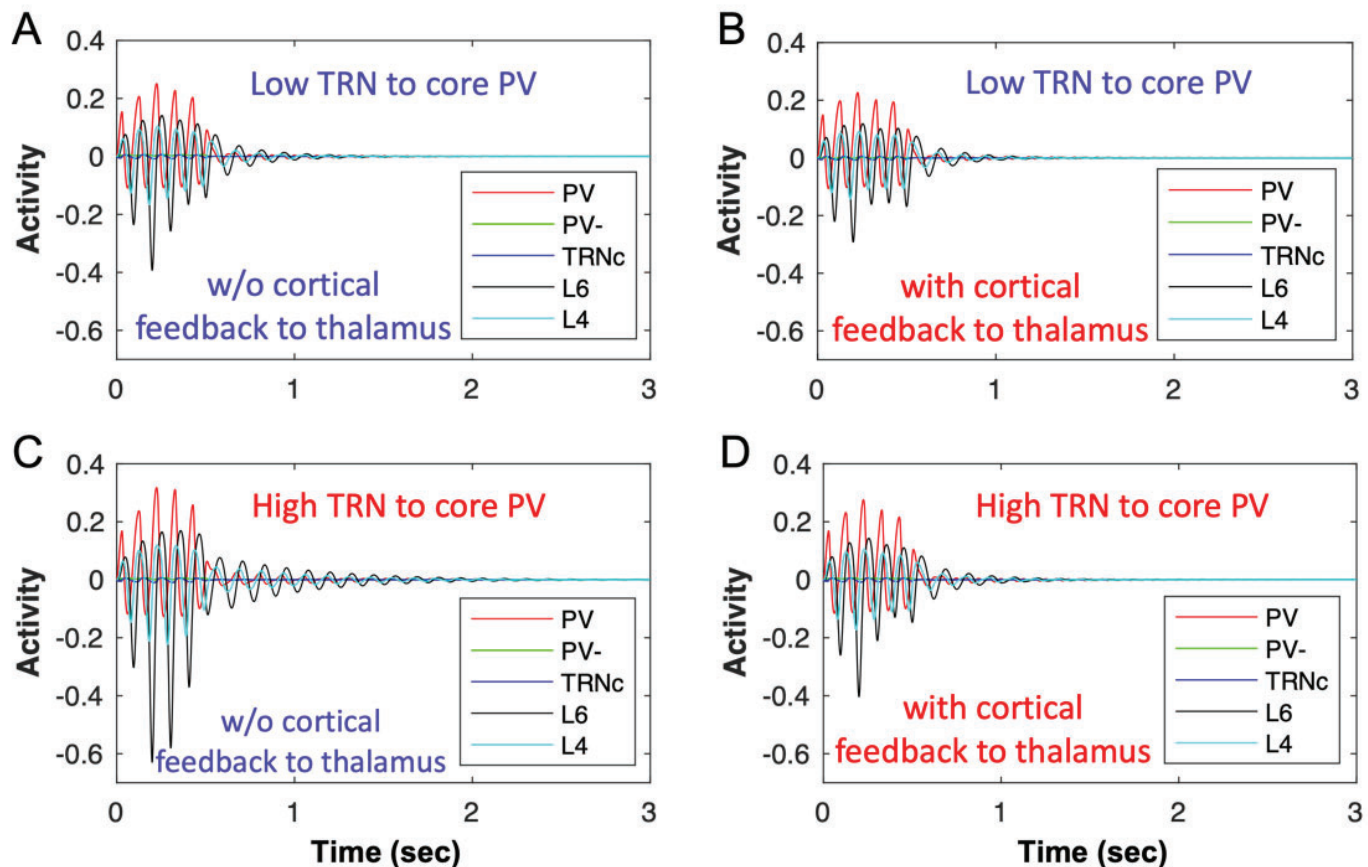 A
0.4
0.2
0
-0.2
-0.4
-0.6
Activity
Low TRN to core PV
w/o cortical
feedback to thalamus
PV
PV-
TRNc
L6
L4
0 1 2 3
B
0.4
0.2
0
-0.2
-0.4
-0.6
Activity
Low TRN to core PV
with cortical
feedback to thalamus
PV
PV-
TRNc
L6
L4
0 1 2 3
C
0.4
0.2
0
-0.2
-0.4
-0.6
Activity
High TRN to core PV
w/o cortical
feedback to thalamus
PV
PV-
TRNc
L6
L4
0 1 2 3
Time (sec)
D
0.4
0.2
0
-0.2
-0.4
-0.6
Activity
High TRN to core PV
with cortical
feedback to thalamus
PV
PV-
TRNc
L6
L4
0 1 2 3
Time (sec)